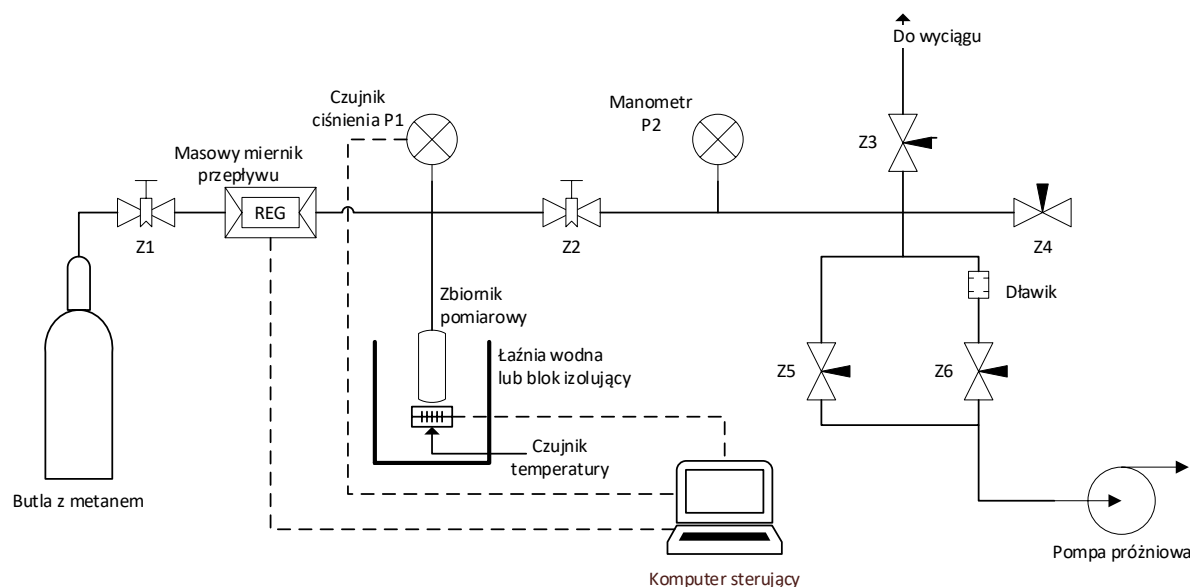 Do wyciągu
Czujnik
ciśnienia P1
Manometr
P2
Masowy miernik
przepływu
REG
Z3
Z1
Z2
Z4
Zbiornik
pomiarowy
Dławik
Łaźnia wodna
lub blok izolujący
Z5
Z6
Czujnik
temperatury
Butla z metanem
Pompa próżniowa
Komputer sterujący